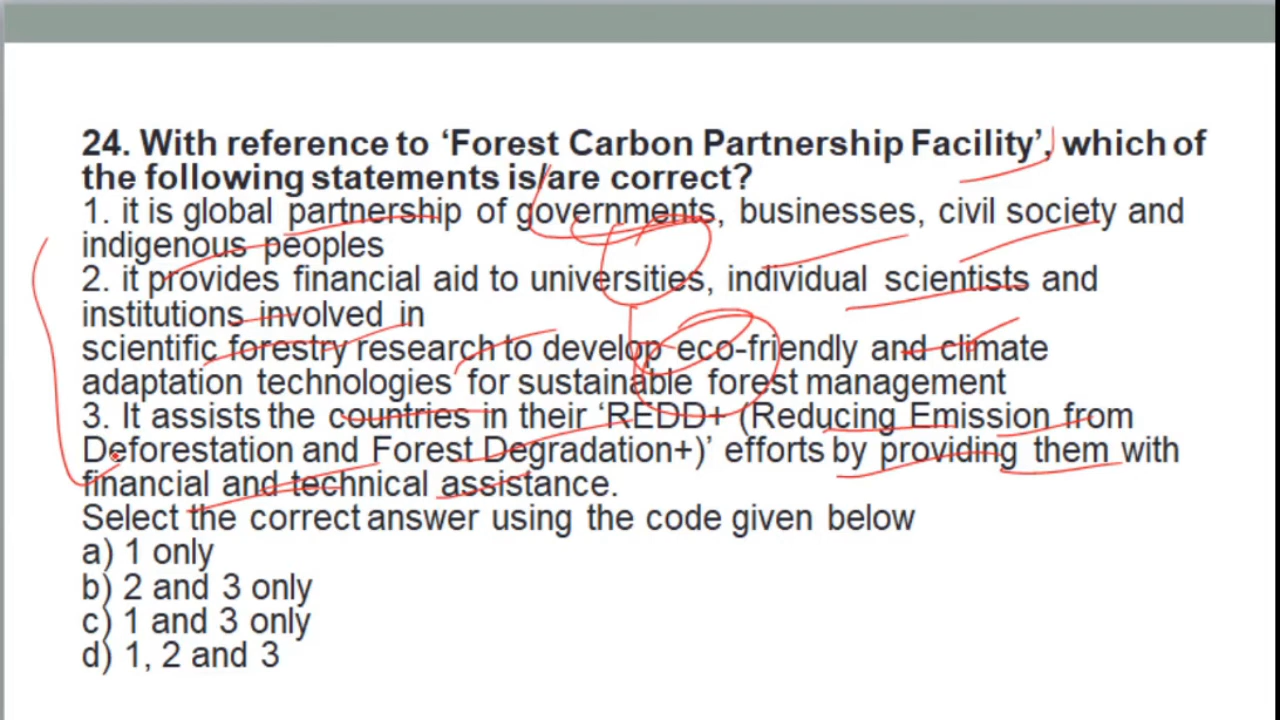 24. With reference to ‘Forest Carbon Partnership Facility’, which of
the following statements is/are correct?
1. it is global partnership of governments, businesses, civil society and
indigenous peoples
2. it provides financial aid to universities, individual scientists and
institutions involved in
scientific forestry research to develop eco-friendly and climate
adaptation technologies for sustainable forest management
3. It assists the countries in their ‘REDD+ (Reducing Emission from
Deforestation and Forest Degradation+)’ efforts by providing them with
financial and technical assistance.
Select the correct answer using the code given below
a) 1 only
b) 2 and 3 only
c) 1 and 3 only
d) 1, 2 and 3